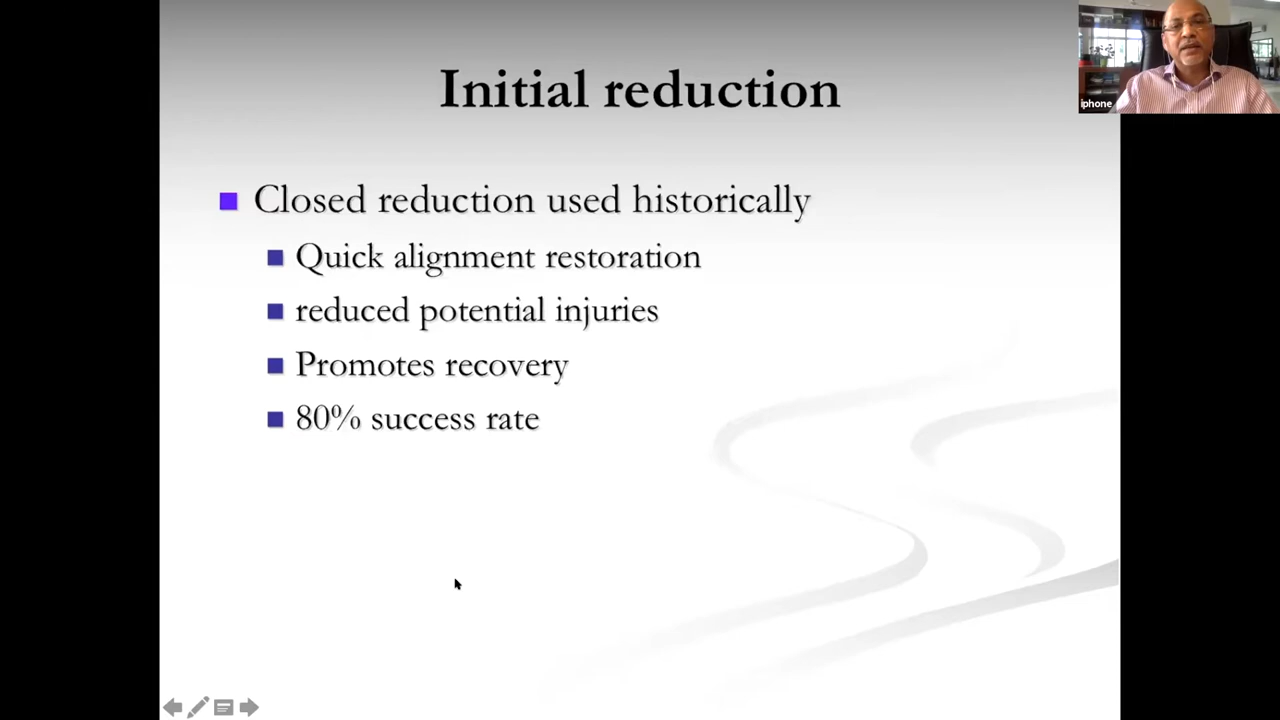 Initial reduction
Closed reduction used historically
Quick alignment restoration
reduced potential injuries
Promotes recovery
80% success rate
iphone